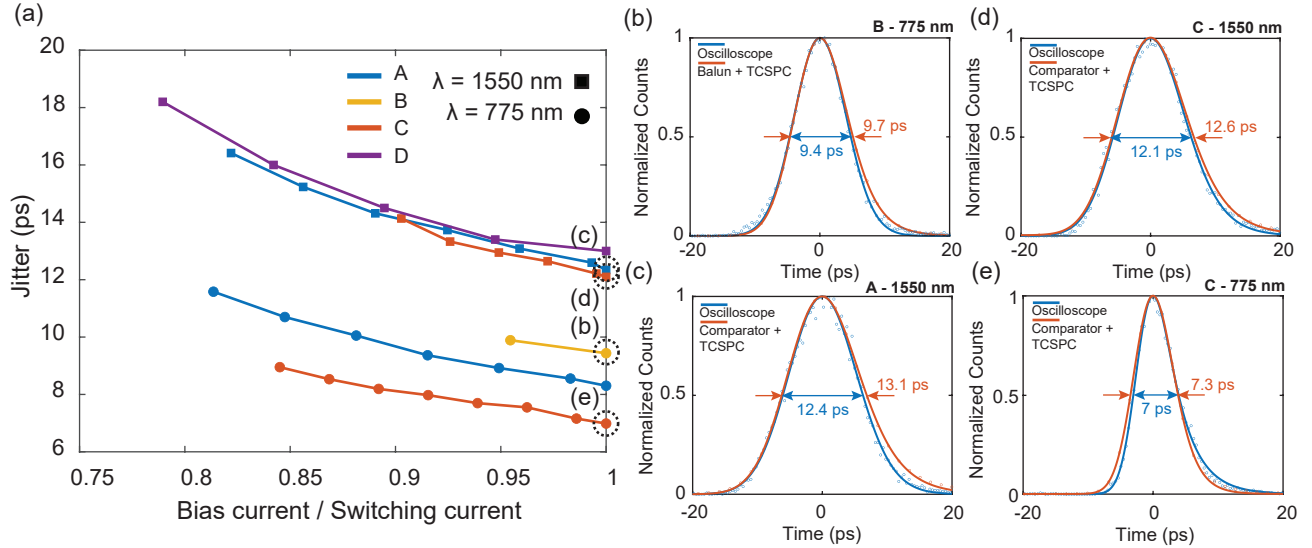 (a)
20
18
16
14
12
10
8
6
Jitter (ps)
0.75
0.8
0.85
0.9
0.95
1
Bias current / Switching current
A
B
C
D
λ = 1550 nm
λ = 775 nm
(c)
(d)
(b)
(e)
(b)
B - 775 nm
Oscilloscope
Balun + TCSPC
9.7 ps
9.4 ps
1
0.5
0
Normalized Counts
-20
0
20
Time (ps)
(d)
C - 1550 nm
Oscilloscope
Comparator +
TCSPC
12.6 ps
12.1 ps
1
0.5
0
Normalized Counts
-20
0
20
Time (ps)
(c)
A - 1550 nm
Oscilloscope
Comparator +
TCSPC
13.1 ps
12.4 ps
1
0.5
0
Normalized Counts
-20
0
20
Time (ps)
(e)
C - 775 nm
Oscilloscope
Comparator +
TCSPC
7.3 ps
7 ps
1
0.5
0
Normalized Counts
-20
0
20
Time (ps)